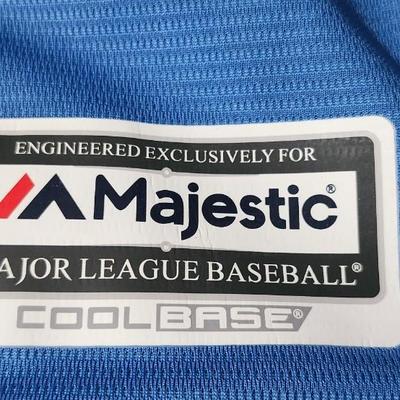 ENGINEERED EXCLUSIVELY FOR
Majestic®
AJOR LEAGUE BASEBALL®
COOLBASE®